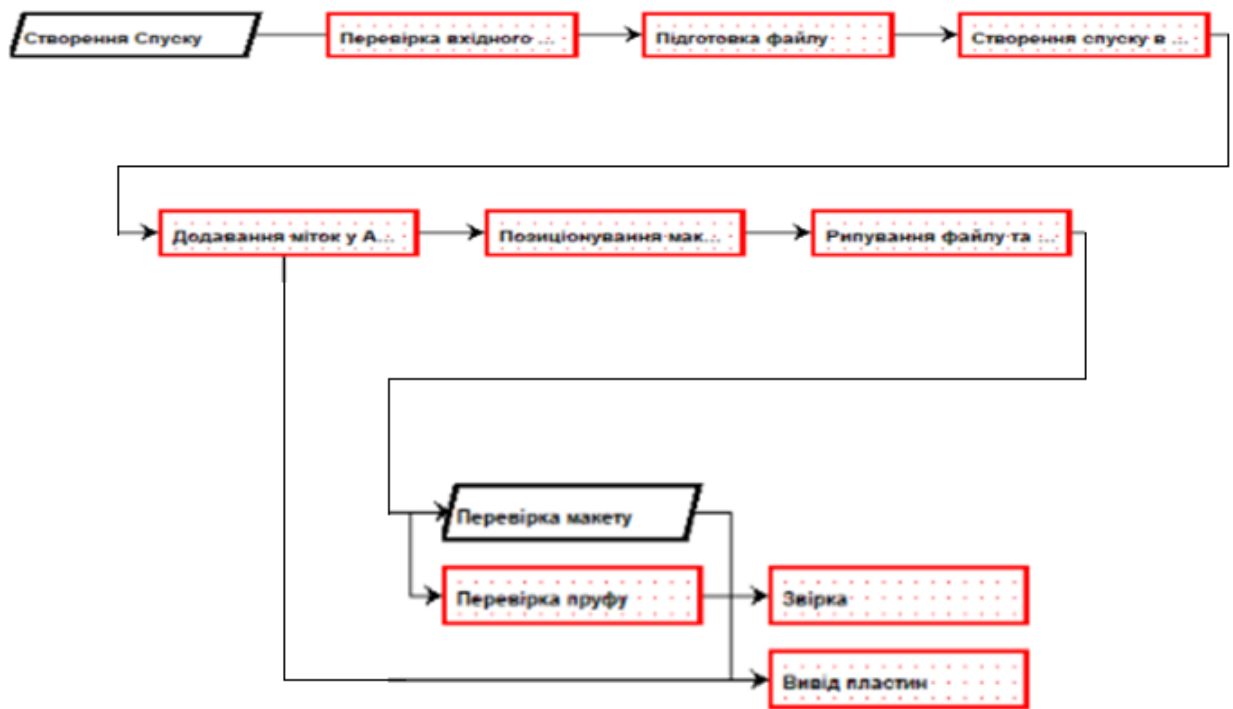 Створення Спуску
Перевірка вхідного ...
Підготовка файлу
Створення спуску в ...
Додавання міток у А...
Позиціонування мак...
Рипування файлу та ...
Перевірка макету
Перевірка пруфу
Звірка
Вивід пластин